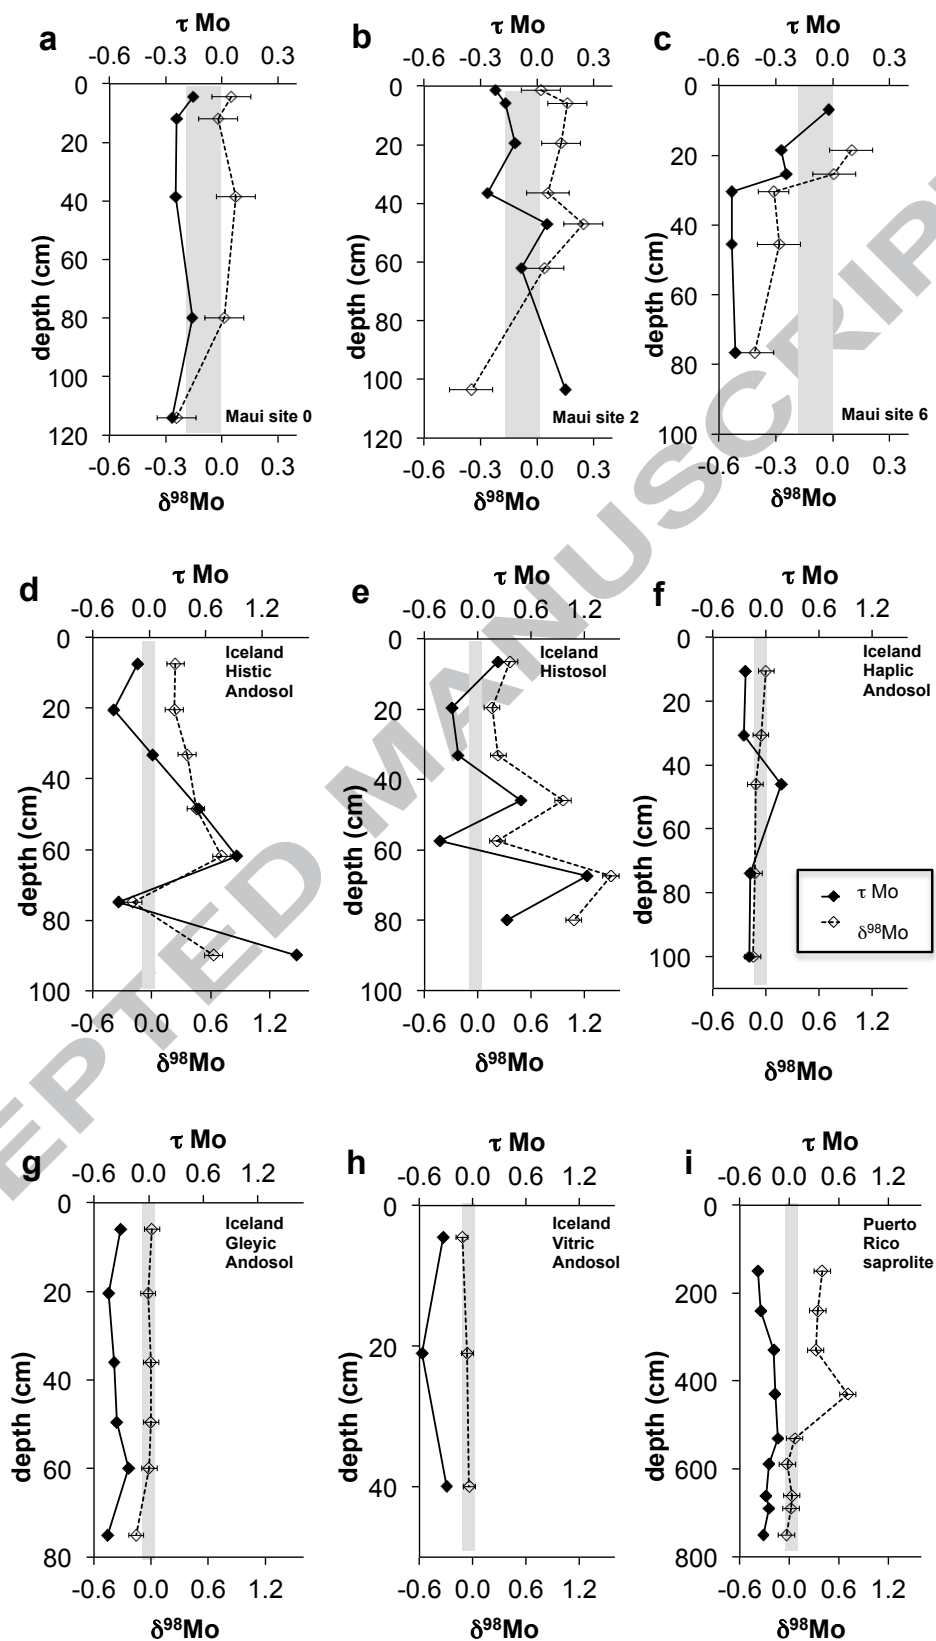 τ Mo
a
-0.6 -0.3 0.0 0.3
0
20
40
60
80
100
120
depth (cm)
Maui site 0
-0.6 -0.3 0.0 0.3
δ98Mo
τ Mo
b
-0.6 -0.3 0.0 0.3
0
20
40
60
80
100
120
depth (cm)
Maui site 2
-0.6 -0.3 0.0 0.3
δ98Mo
τ Mo
c
-0.6 -0.3 0.0 0.3
0
20
40
60
80
100
depth (cm)
Maui site 6
-0.6 -0.3 0.0 0.3
δ98Mo
τ Mo
d
-0.6 0.0 0.6 1.2
0
20
40
60
80
100
depth (cm)
Iceland
Histic
Andosol
-0.6 0.0 0.6 1.2
δ98Mo
τ Mo
e
-0.6 0.0 0.6 1.2
0
20
40
60
80
100
depth (cm)
Iceland
Histosol
-0.6 0.0 0.6 1.2
δ98Mo
τ Mo
f
-0.6 0.0 0.6 1.2
0
20
40
60
80
100
depth (cm)
Iceland
Haplic
Andosol
τ Mo
δ98Mo
-0.6 0.0 0.6 1.2
δ98Mo
τ Mo
g
-0.6 0.0 0.6 1.2
0
20
40
60
80
depth (cm)
Iceland
Gleyic
Andosol
-0.6 0.0 0.6 1.2
δ98Mo
τ Mo
h
-0.6 0.0 0.6 1.2
0
20
40
depth (cm)
Iceland
Vitric
Andosol
-0.6 0.0 0.6 1.2
δ98Mo
τ Mo
i
-0.6 0.0 0.6 1.2
0
200
400
600
800
depth (cm)
Puerto
Rico
saprolite
-0.6 0.0 0.6 1.2
δ98Mo
EPTED MANUSCRIP